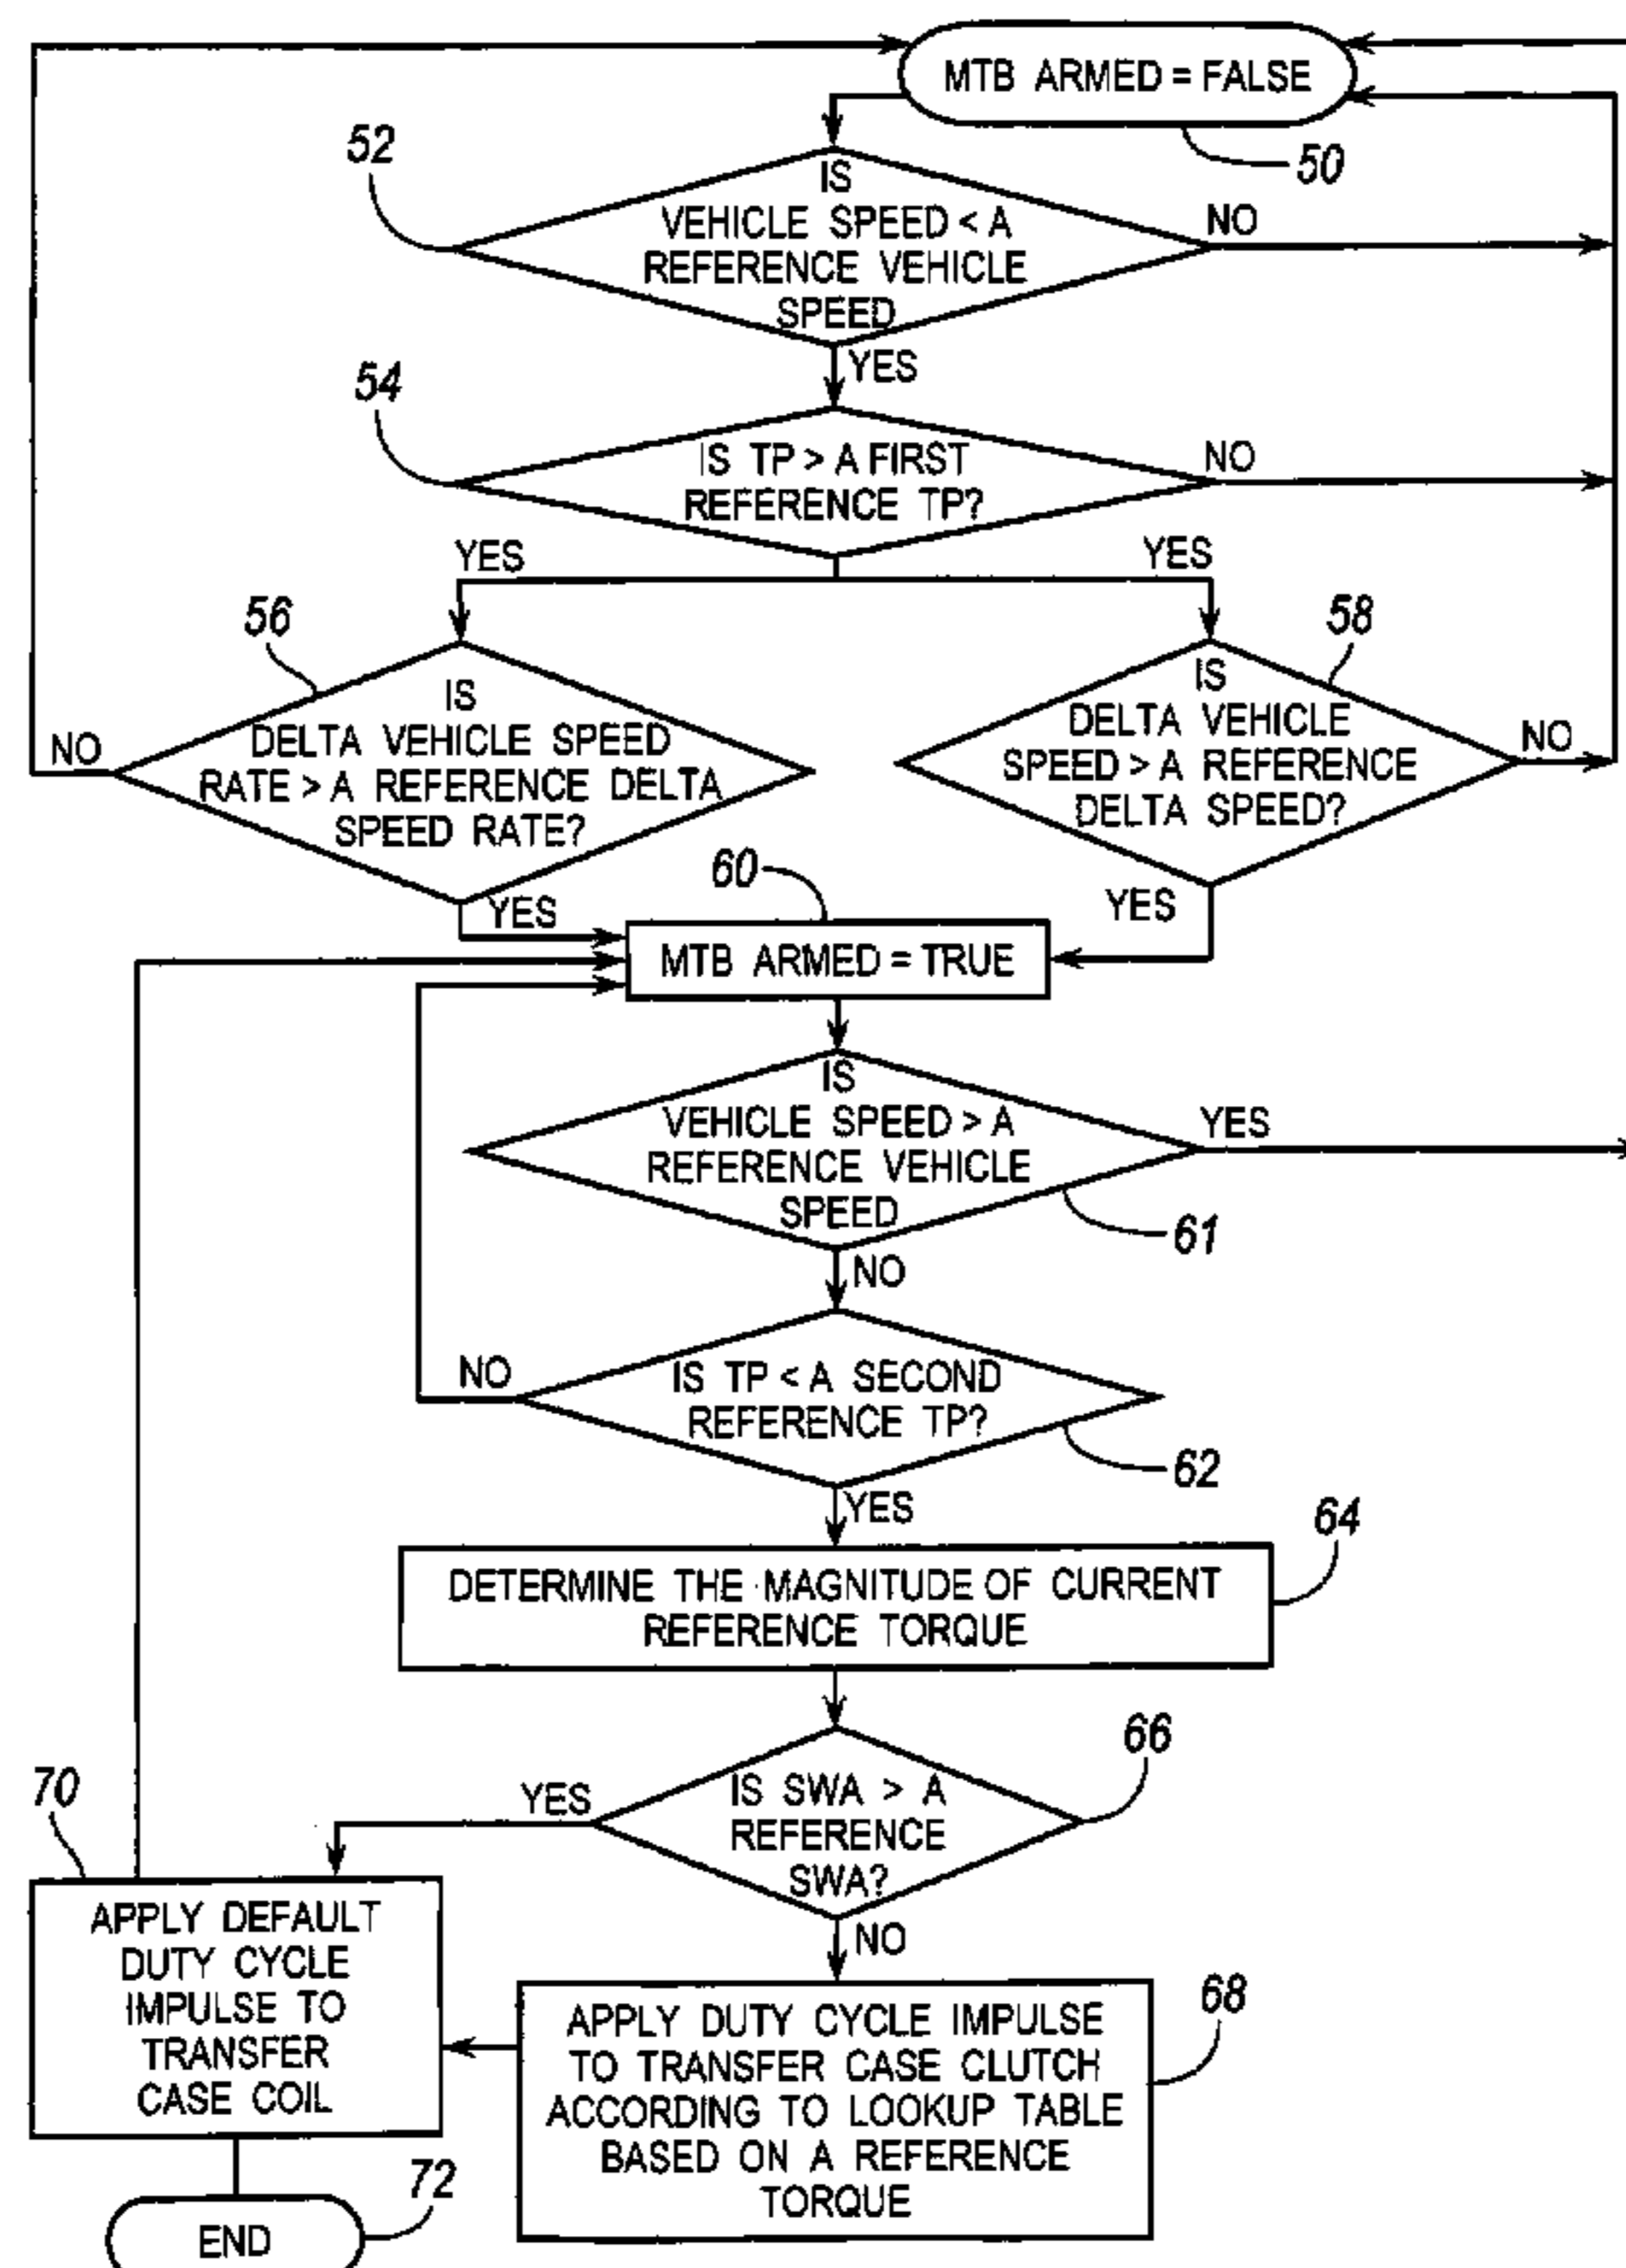 MTB ARMED = FALSE
50
52
IS
VEHICLE SPEED < A
REFERENCE VEHICLE
SPEED
NO
YES
54
IS TP > A FIRST
REFERENCE TP?
NO
YES
YES
56
IS
DELTA VEHICLE SPEED
RATE > A REFERENCE DELTA
SPEED RATE?
NO
YES
58
IS
DELTA VEHICLE
SPEED > A REFERENCE
DELTA SPEED?
NO
YES
60
MTB ARMED = TRUE
IS
VEHICLE SPEED > A
REFERENCE VEHICLE
SPEED
YES
61
NO
IS TP < A SECOND
REFERENCE TP?
NO
62
YES
64
DETERMINE THE MAGNITUDE OF CURRENT
REFERENCE TORQUE
66
IS SWA > A
REFERENCE
SWA?
YES
NO
70
APPLY DEFAULT
DUTY CYCLE
IMPULSE TO
TRANSFER
CASE COIL
68
APPLY DUTY CYCLE IMPULSE
TO TRANSFER CASE CLUTCH
ACCORDING TO LOOKUP TABLE
BASED ON A REFERENCE
TORQUE
72
END